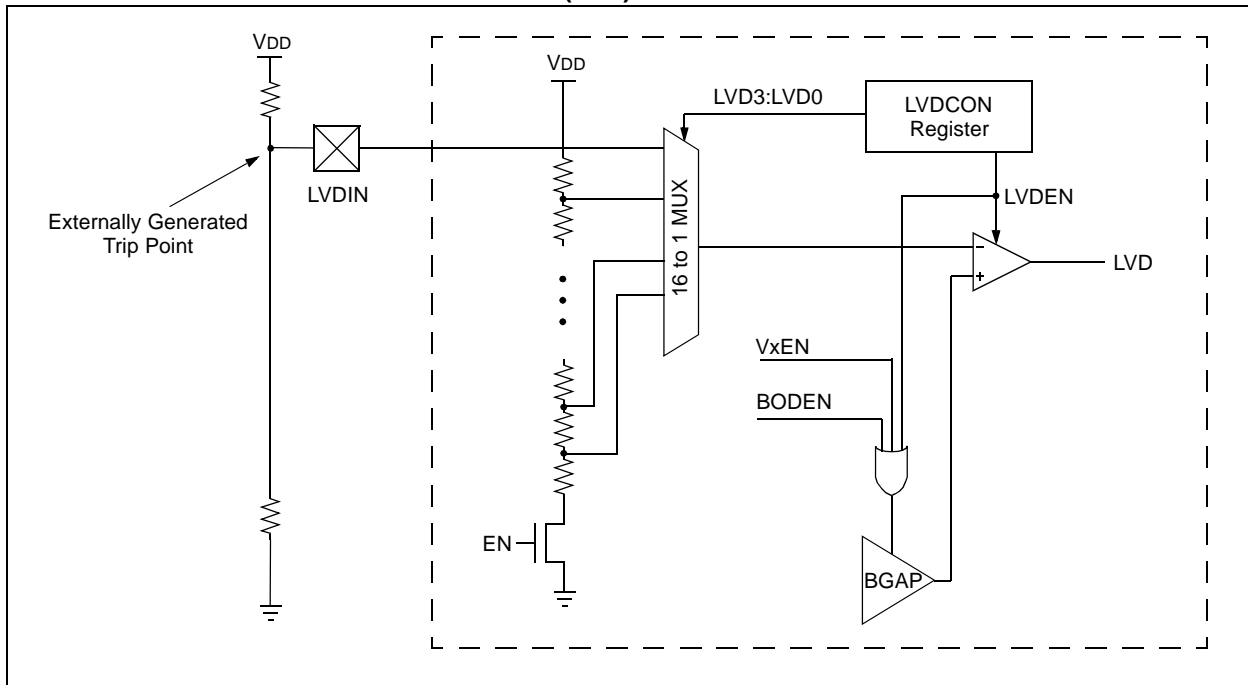 VDD
VDD
LVD3:LVD0
LVDCON
Register
LVDIN
16 to 1 MUX
LVDEN
Externally Generated
Trip Point
–
+
LVD
VxEN
BODEN
EN
BGAP